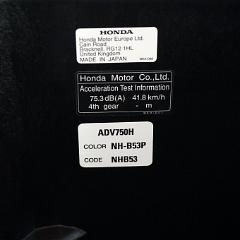 HONDA
Honda Motor Europe Ltd.
Cain Road,
Bracknell, RG12 1HL
United Kingdom
MADE IN JAPAN
Honda Motor Co.,Ltd.
Acceleration Test Information
75.3 dB(A) 41.8 km/h
4th gear - m
ADV750H
COLOR NH-B53P
CODE NHB53